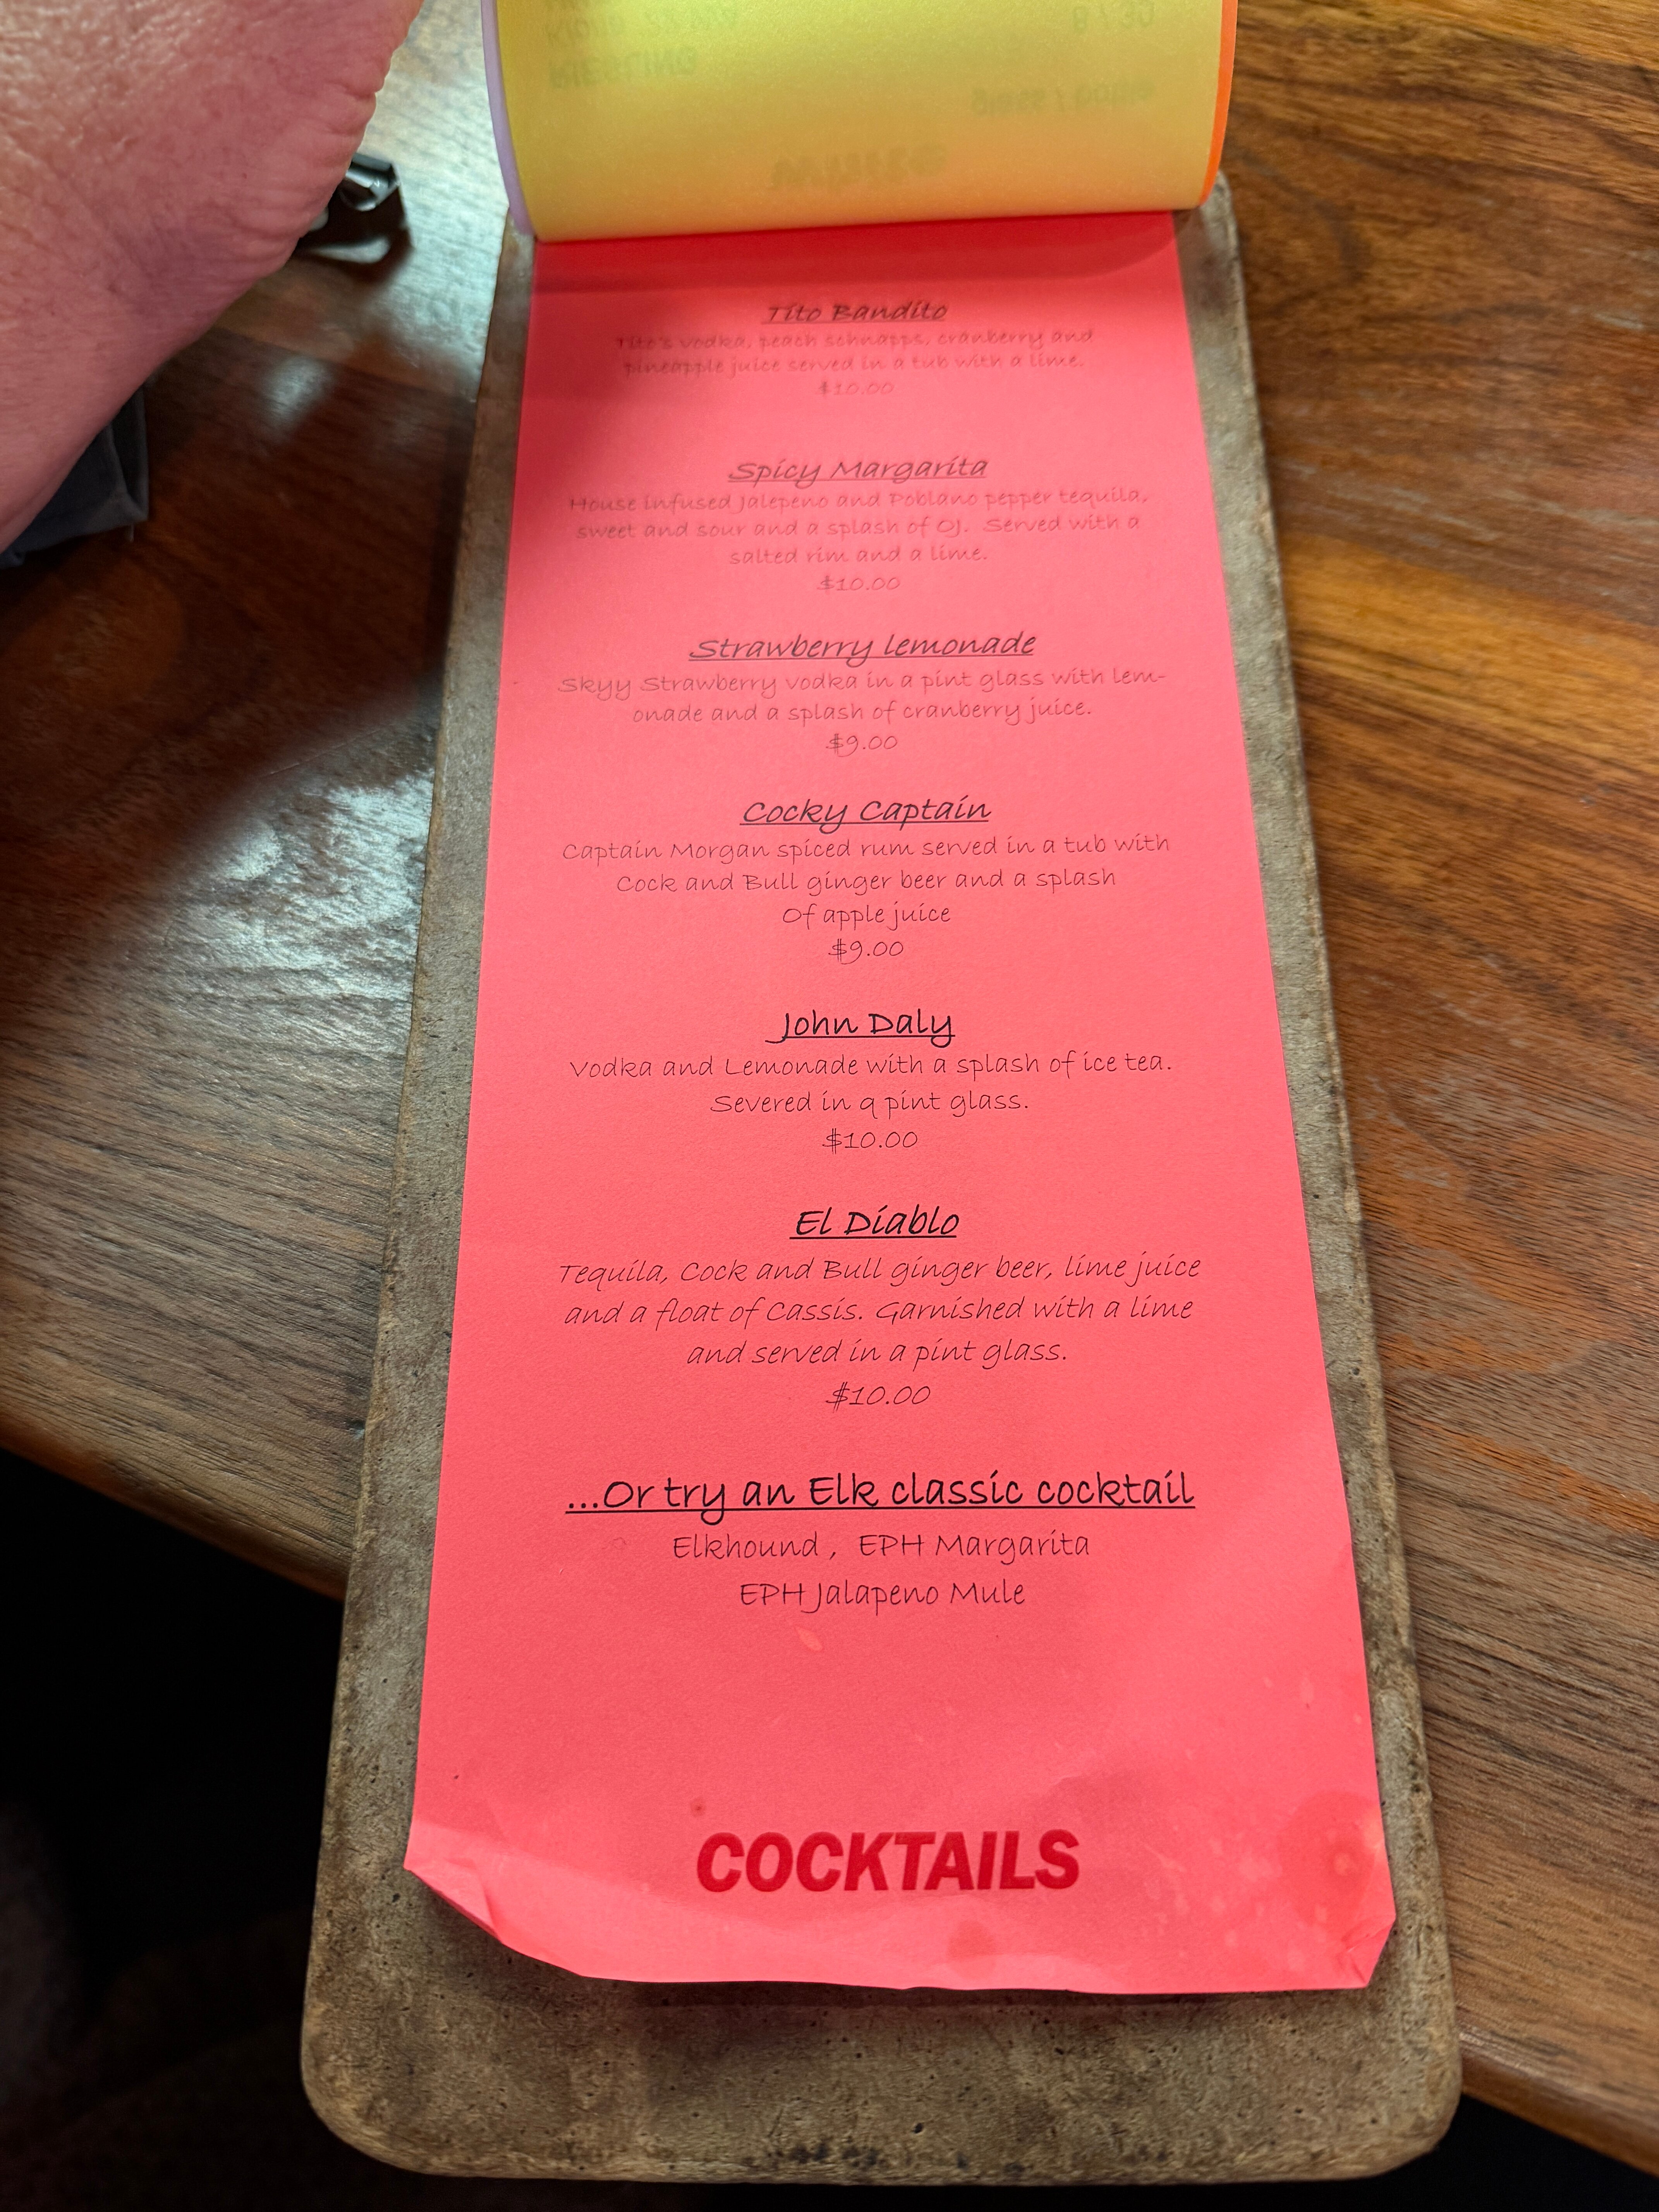 Tito Bandito
Tito's vodka, peach schnapps, cranberry and
pineapple juice served in a tub with a lime.
$10.00
Spicy Margarita
House infused Jalepeno and Poblano pepper tequila,
sweet and sour and a splash of OJ. Served with a
salted rim and a lime.
$10.00
Strawberry lemonade
Skyy Strawberry vodka in a pint glass with lem-
onade and a splash of cranberry juice.
$9.00
Cocky Captain
Captain Morgan spiced rum served in a tub with
Cock and Bull ginger beer and a splash
Of apple juice
$9.00
John Daly
Vodka and Lemonade with a splash of ice tea.
Severed in q pint glass.
$10.00
El Diablo
Tequila, Cock and Bull ginger beer, lime juice
and a float of Cassis. Garnished with a lime
and served in a pint glass.
$10.00
...Or try an Elk classic cocktail
Elkhound , EPH Margarita
EPH Jalapeno Mule
COCKTAILS